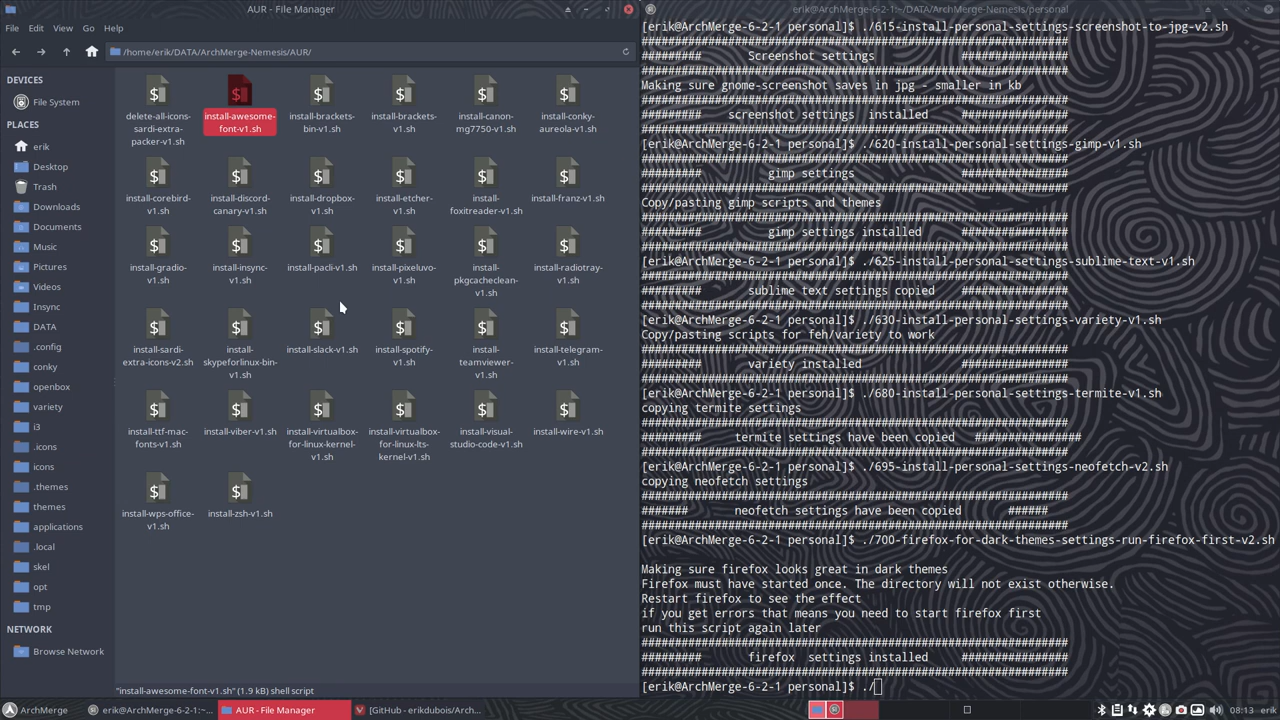 AUR - File Manager
File Edit View Go Help
/home/erik/DATA/ArchMerge-Nemesis/AUR/
DEVICES
File System
PLACES
erik
Desktop
Trash
Downloads
Documents
Music
Pictures
Videos
Insync
DATA
.config
conky
openbox
variety
i3
.icons
icons
.themes
themes
applications
.local
skel
opt
tmp
NETWORK
Browse Network
delete-all-icons-
sardi-extra-
packer-v1.sh
install-awesome-
font-v1.sh
install-brackets-
bin-v1.sh
install-brackets-
v1.sh
install-canon-
mg7750-v1.sh
install-conky-
aureola-v1.sh
install-corebird-
v1.sh
install-discord-
canary-v1.sh
install-dropbox-
v1.sh
install-etcher-
v1.sh
install-
foxitreader-v1.sh
install-franz-v1.sh
install-gradio-
v1.sh
install-insync-
v1.sh
install-pacli-v1.sh
install-pixeluvo-
v1.sh
install-
pkgcacheclean-
v1.sh
install-radiotray-
v1.sh
install-sardi-
extra-icons-v2.sh
install-
skypeforlinux-bin-
v1.sh
install-slack-v1.sh
install-spotify-
v1.sh
install-
teamviewer-
v1.sh
install-telegram-
v1.sh
install-ttf-mac-
fonts-v1.sh
install-viber-v1.sh
install-virtualbox-
for-linux-kernel-
v1.sh
install-virtualbox-
for-linux-lts-
kernel-v1.sh
install-visual-
studio-code-v1.sh
install-wire-v1.sh
install-wps-office-
v1.sh
install-zsh-v1.sh
"install-awesome-font-v1.sh" (1.9 kB) shell script
erik@ArchMerge-6-2-1:~/DATA/ArchMerge-Nemesis/personal
[erik@ArchMerge-6-2-1 personal]$ ./615-install-personal-settings-screenshot-to-jpg-v2.sh
################################################################
######### Screenshot settings ################
################################################################
Making sure gnome-screenshot saves in jpg - smaller in kb
################################################################
######### screenshot settings installed ################
################################################################
[erik@ArchMerge-6-2-1 personal]$ ./620-install-personal-settings-gimp-v1.sh
################################################################
######### gimp settings ################
################################################################
Copy/pasting gimp scripts and themes
################################################################
######### gimp settings installed ################
################################################################
[erik@ArchMerge-6-2-1 personal]$ ./625-install-personal-settings-sublime-text-v1.sh
################################################################
######### sublime text settings copied ################
################################################################
[erik@ArchMerge-6-2-1 personal]$ ./630-install-personal-settings-variety-v1.sh
Copy/pasting scripts for feh/variety to work
################################################################
######### variety installed ################
################################################################
[erik@ArchMerge-6-2-1 personal]$ ./680-install-personal-settings-termite-v1.sh
copying termite settings
################################################################
######### termite settings have been copied ################
################################################################
[erik@ArchMerge-6-2-1 personal]$ ./695-install-personal-settings-neofetch-v2.sh
copying neofetch settings
################################################################
####### neofetch settings have been copied ######
################################################################
[erik@ArchMerge-6-2-1 personal]$ ./700-firefox-for-dark-themes-settings-run-firefox-first-v2.sh
Making sure firefox looks great in dark themes
Firefox must have started once. The directory will not exist otherwise.
Restart firefox to see the effect
if you get errors that means you need to start firefox first
run this script again later
################################################################
######### firefox settings installed ################
################################################################
[erik@ArchMerge-6-2-1 personal]$ ./
ArchMerge
erik@ArchMerge-6-2-1:~...
AUR - File Manager
[GitHub - erikdubois/Arch...
08:13 erik